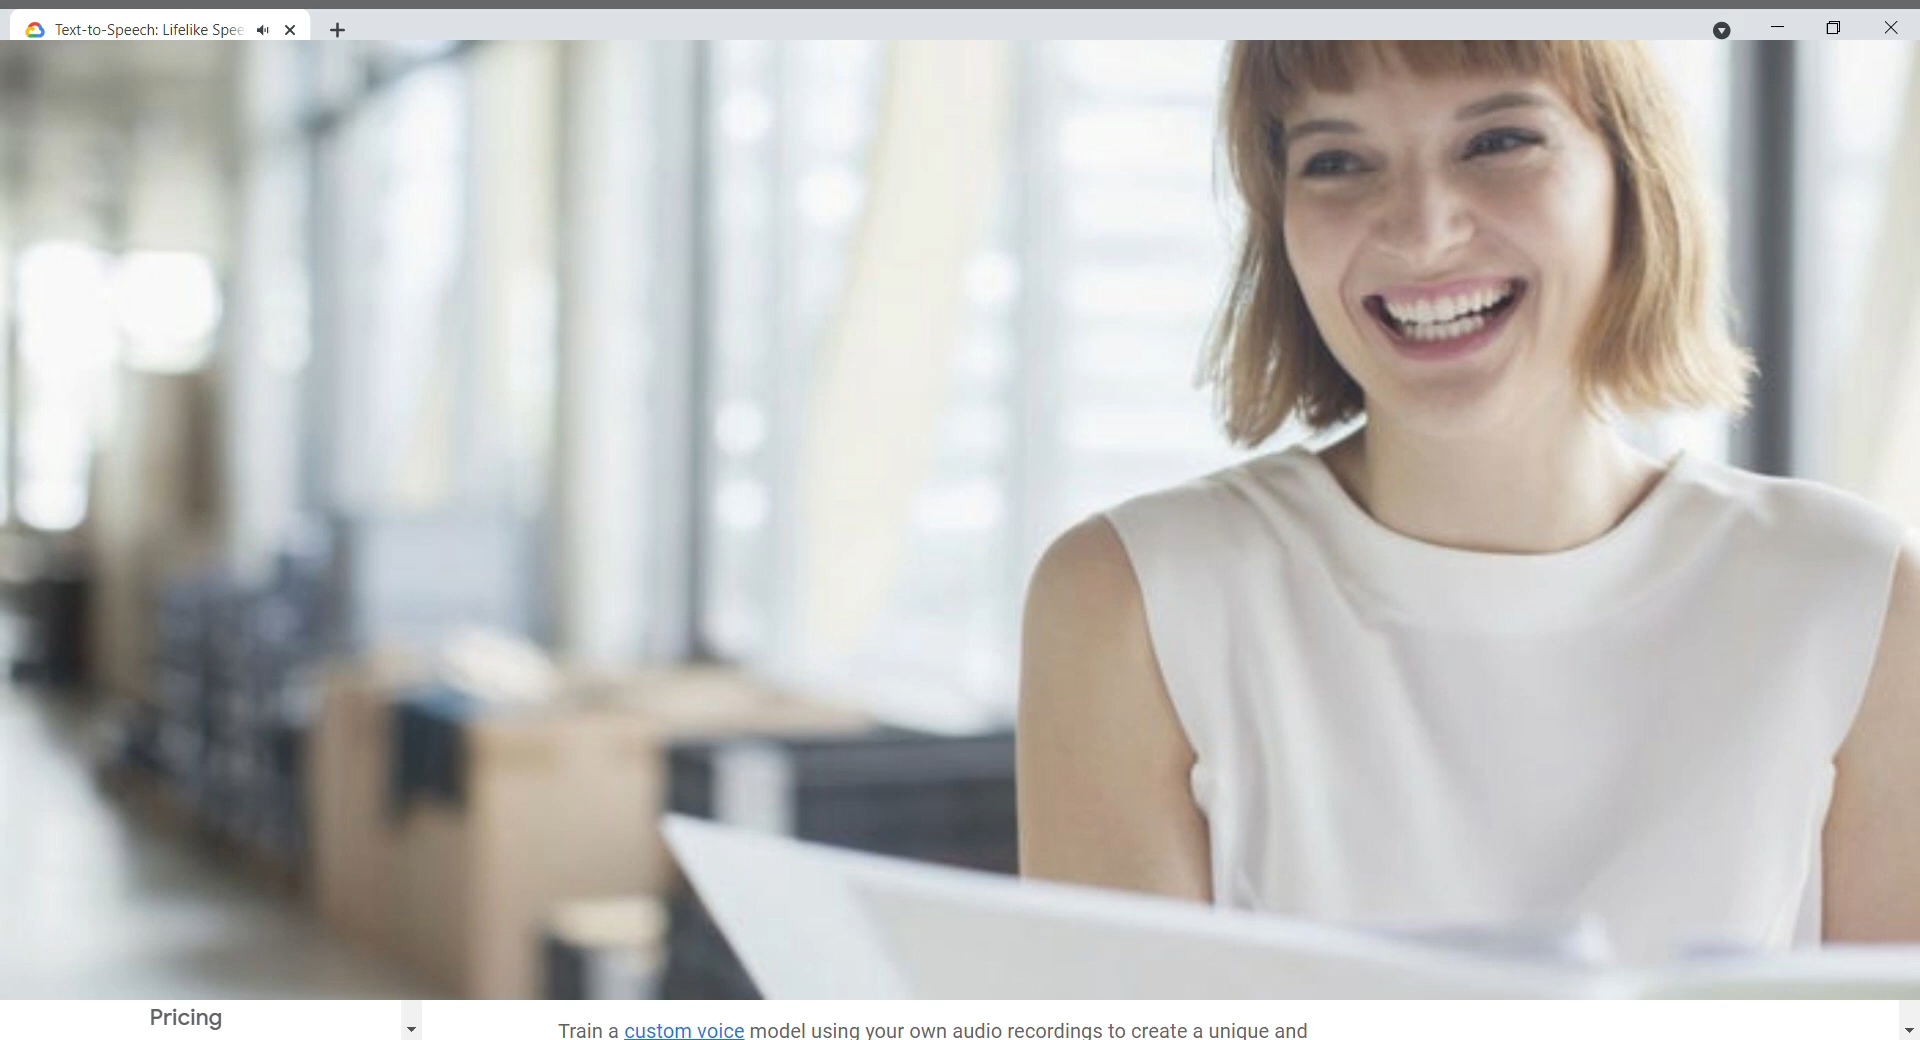 Text-to-Speech: Lifelike Spee
Pricing
Train a custom voice model using your own audio recordings to create a unique and